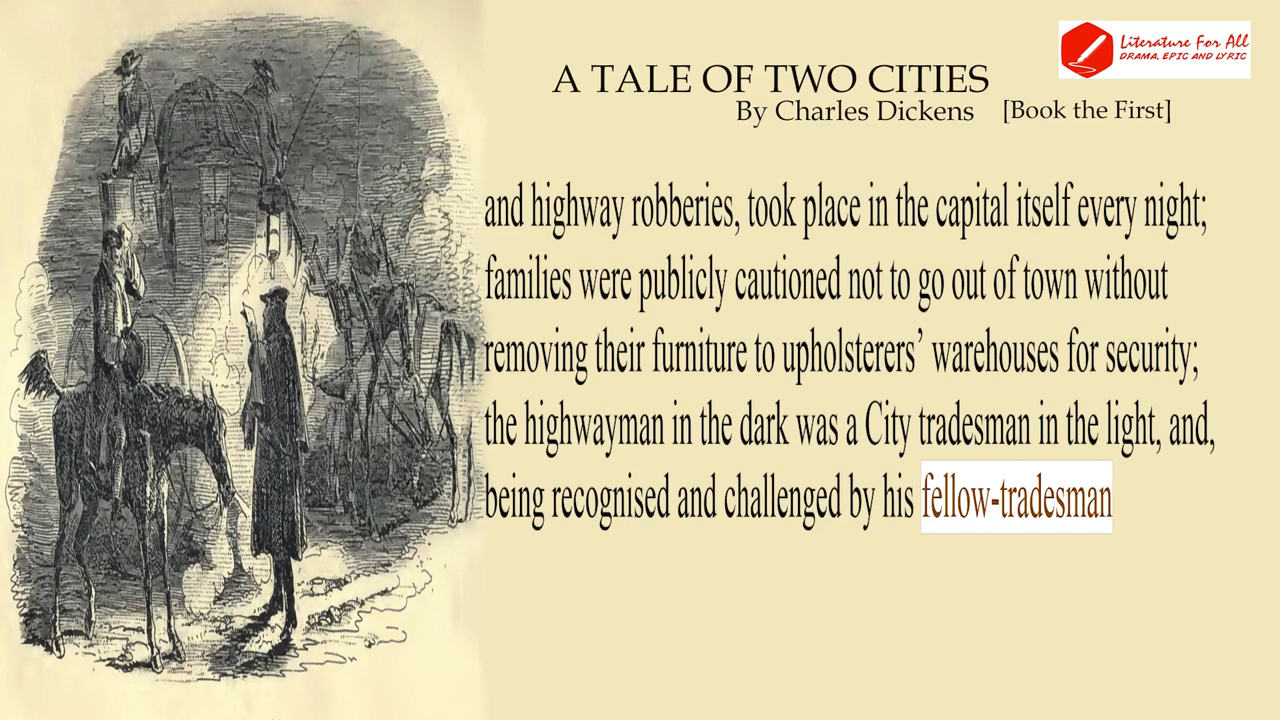 Literature For All
DRAMA, EPIC AND LYRIC
A TALE OF TWO CITIES
By Charles Dickens [Book the First]
and highway robberies, took place in the capital itself every night;
families were publicly cautioned not to go out of town without
removing their furniture to upholsterers’ warehouses for security;
the highwayman in the dark was a City tradesman in the light, and,
being recognised and challenged by his fellow-tradesman